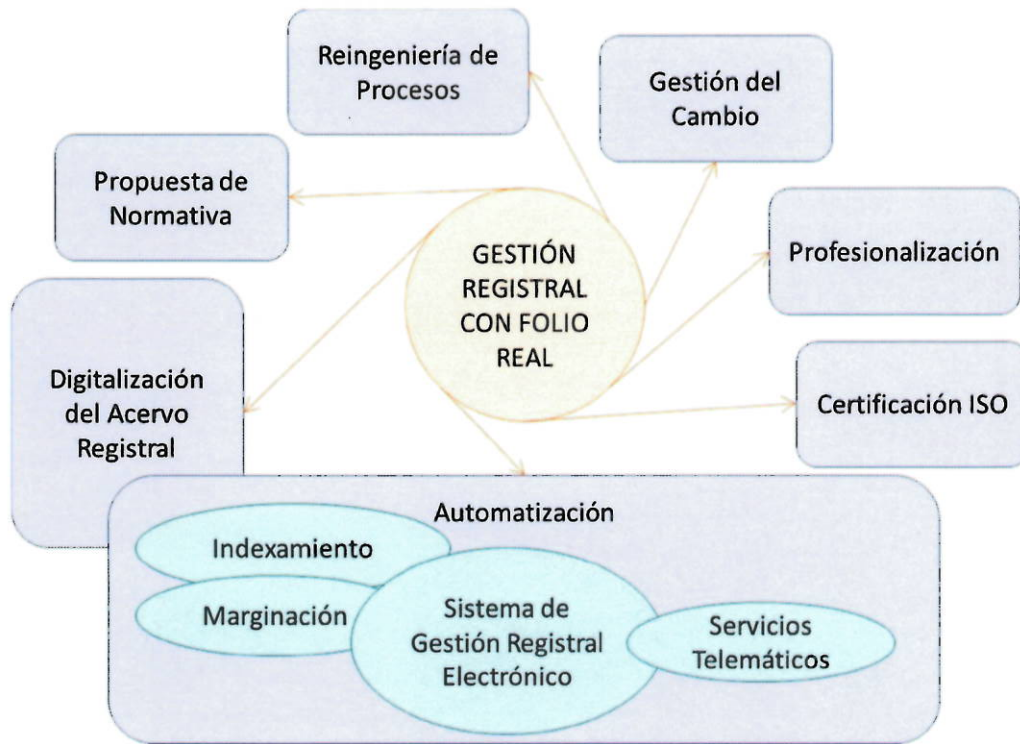 Reingeniería de
Procesos
Gestión del
Cambio
Propuesta de
Normativa
GESTIÓN
REGISTRAL
CON FOLIO
REAL
Profesionalización
Digitalización
del Acervo
Registral
Certificación ISO
Automatización
Indexamiento
Marginación
Sistema de
Gestión Registral
Electrónico
Servicios
Telemáticos